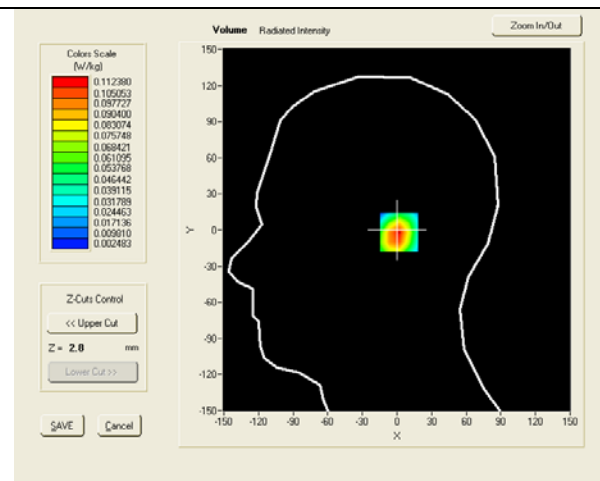 Volume Radiated Intensity
Zoom In/Out
Colors Scale
(W/kg)
0.112380
0.105053
0.097727
0.090400
0.083074
0.075748
0.068421
0.061095
0.053768
0.046442
0.039115
0.031789
0.024463
0.017136
0.009810
0.002483
Z-Cuts Control
<< Upper Cut
Z = 2.0 mm
Lower Cut >>
SAVE Cancel
150
120
90
60
30
0
-30
-60
-90
-120
-150
Y
-150 -120 -90 -60 -30 0 30 60 90 120 150
X